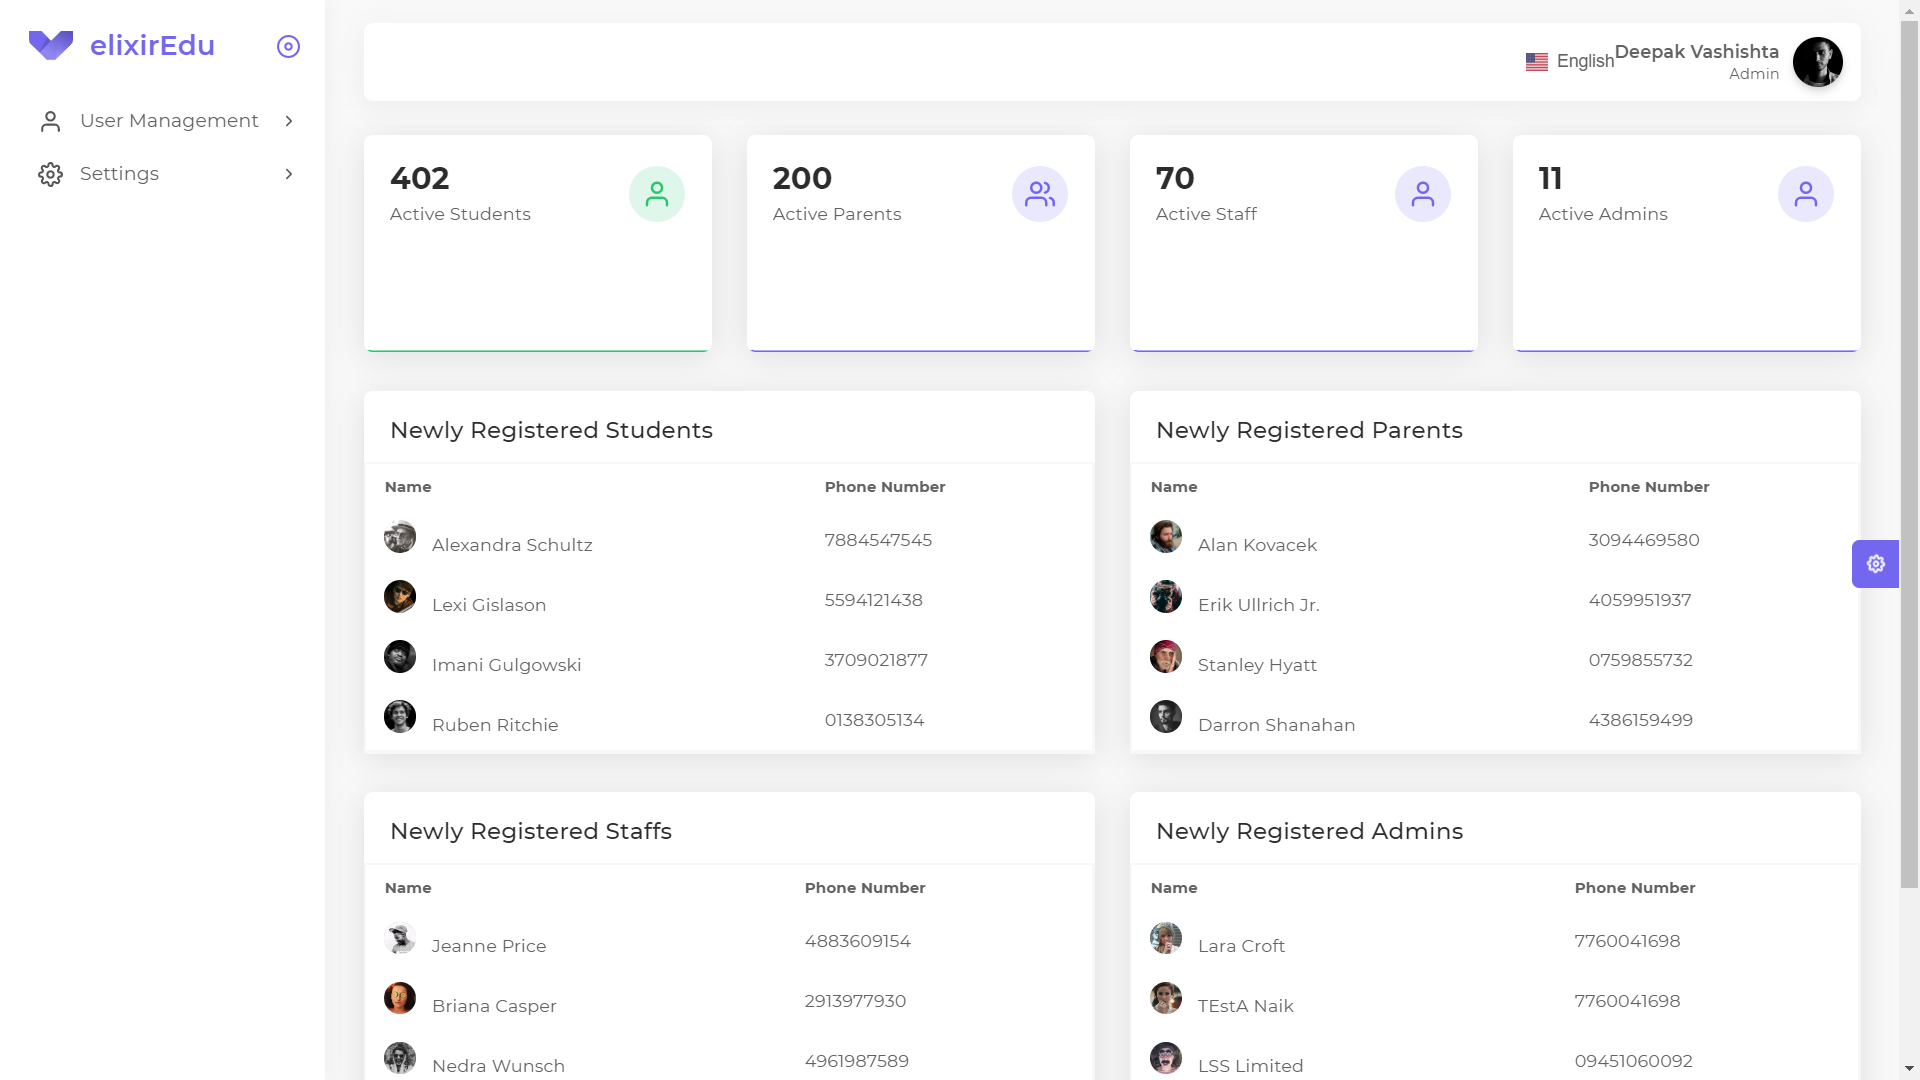 elixirEdu
User Management
Settings
English
Deepak Vashishta
Admin
402
Active Students
200
Active Parents
70
Active Staff
11
Active Admins
Newly Registered Students
Name Phone Number
Alexandra Schultz 7884547545
Lexi Gislason 5594121438
Imani Gulgowski 3709021877
Ruben Ritchie 0138305134
Newly Registered Parents
Name Phone Number
Alan Kovacek 3094469580
Erik Ullrich Jr. 4059951937
Stanley Hyatt 0759855732
Darron Shanahan 4386159499
Newly Registered Staffs
Name Phone Number
Jeanne Price 4883609154
Briana Casper 2913977930
Nedra Wunsch 4961987589
Newly Registered Admins
Name Phone Number
Lara Croft 7760041698
TEstA Naik 7760041698
LSS Limited 09451060092